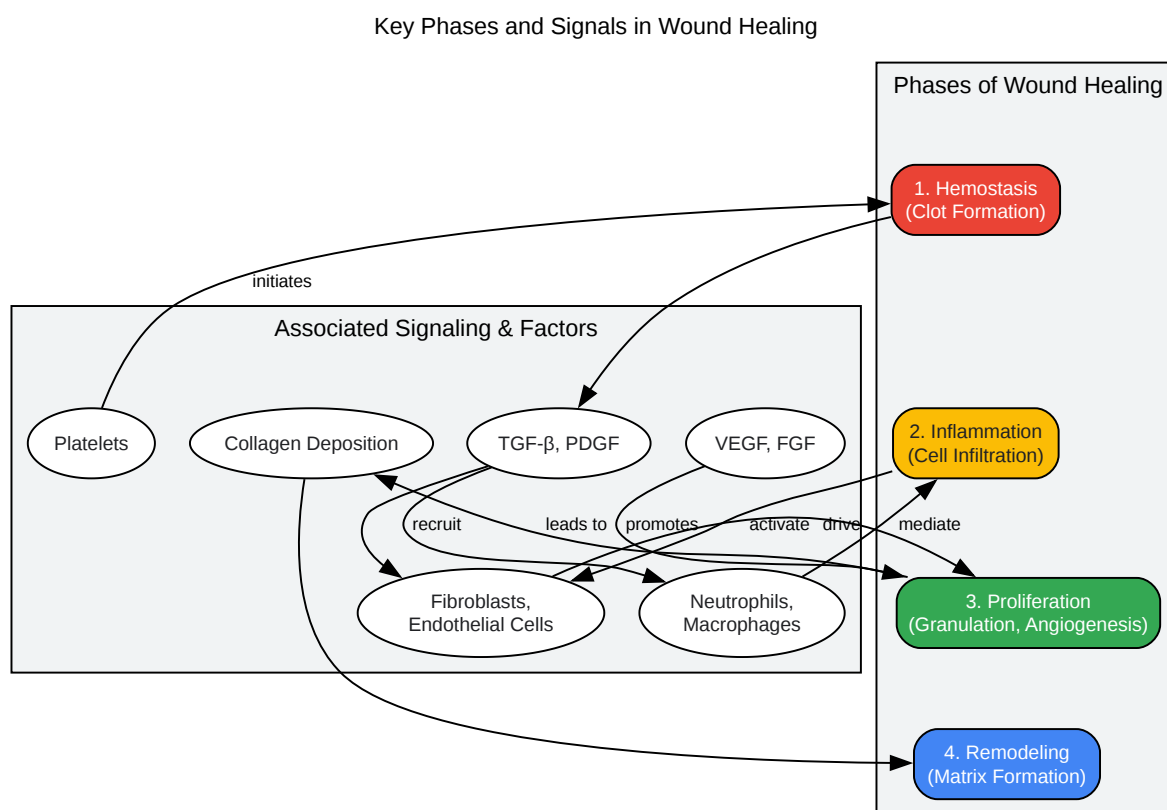 Key Phases and Signals in Wound Healing
Phases of Wound Healing
1. Hemostasis
(Clot Formation)
initiates
Associated Signaling & Factors
Platelets
Collagen Deposition
TGF-β, PDGF
VEGF, FGF
2. Inflammation
(Cell Infiltration)
recruit
leads to
promotes
activate
drive
mediate
Fibroblasts,
Endothelial Cells
Neutrophils,
Macrophages
3. Proliferation
(Granulation, Angiogenesis)
4. Remodeling
(Matrix Formation)